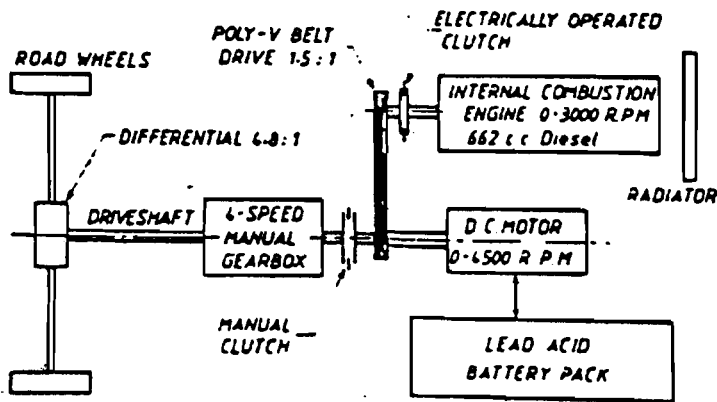 ROAD WHEELS
POLY-V BELT
DRIVE 1·5 : 1
ELECTRICALLY OPERATED
CLUTCH
INTERNAL COMBUSTION
ENGINE 0-3000 R.P.M
662 c c Diesel
RADIATOR
DIFFERENTIAL 4.8:1
DRIVESHAFT
4-SPEED
MANUAL
GEARBOX
D C. MOTOR
0-4500 R P.M
MANUAL
CLUTCH
LEAD ACID
BATTERY PACK